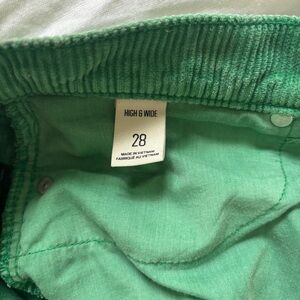 HIGH & WIDE
28
MADE IN VIETNAM
FABRIQUÉ AU VIETNAM